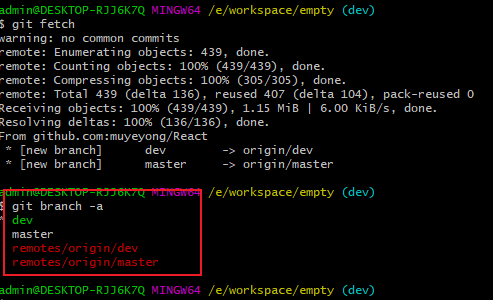 admin@DESKTOP-RJJ6K7Q MINGW64 /e/workspace/empty (dev)
$ git fetch
warning: no common commits
remote: Enumerating objects: 439, done.
remote: Counting objects: 100% (439/439), done.
remote: Compressing objects: 100% (305/305), done.
remote: Total 439 (delta 136), reused 407 (delta 104), pack-reused 0
Receiving objects: 100% (439/439), 1.15 MiB | 6.00 KiB/s, done.
Resolving deltas: 100% (136/136), done.
From github.com:muyeyong/React
* [new branch] dev -> origin/dev
* [new branch] master -> origin/master
admin@DESKTOP-RJJ6K7Q MINGW64 /e/workspace/empty (dev)
$ git branch -a
* dev
master
remotes/origin/dev
remotes/origin/master
admin@DESKTOP-RJJ6K7Q MINGW64 /e/workspace/empty (dev)